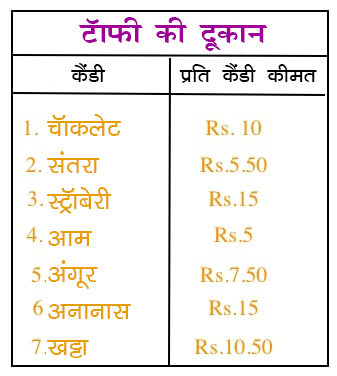 टॅाफी की दूकान
कैंडी प्रति कैंडी कीमत
1. चॅाकलेट Rs. 10
2. संतरा Rs.5.50
3. स्ट्रॅाबेरी Rs.15
4. आम Rs.5
5. अंगूर Rs.7.50
6 अनानास Rs.15
7. खट्टा Rs.10.50